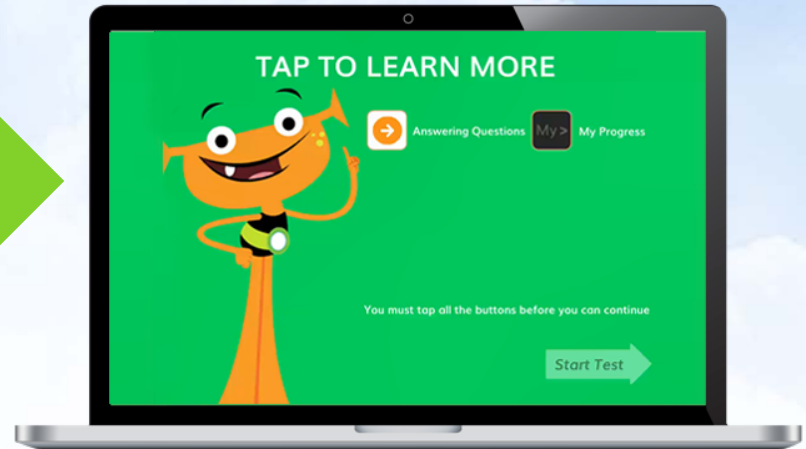 TAP TO LEARN MORE
Answering Questions
My> My Progress
You must tap all the buttons before you can continue
Start Test